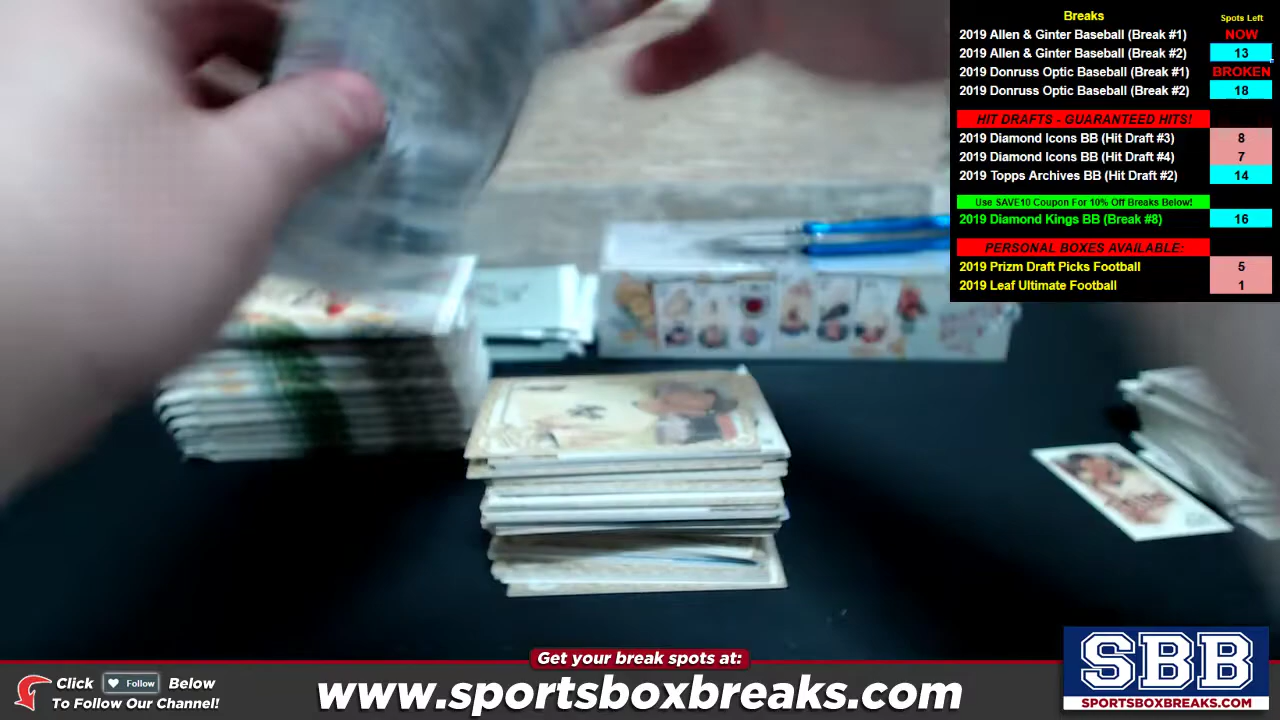 Breaks Spots Left
2019 Allen & Ginter Baseball (Break #1) NOW
2019 Allen & Ginter Baseball (Break #2) 13
2019 Donruss Optic Baseball (Break #1) BROKEN
2019 Donruss Optic Baseball (Break #2) 18
HIT DRAFTS - GUARANTEED HITS!
2019 Diamond Icons BB (Hit Draft #3) 8
2019 Diamond Icons BB (Hit Draft #4) 7
2019 Topps Archives BB (Hit Draft #2) 14
Use SAVE10 Coupon For 10% Off Breaks Below!
2019 Diamond Kings BB (Break #8) 16
PERSONAL BOXES AVAILABLE:
2019 Prizm Draft Picks Football 5
2019 Leaf Ultimate Football 1
Get your break spots at:
Click Follow Below
To Follow Our Channel!
www.sportsboxbreaks.com
SBB
SPORTSBOXBREAKS.COM